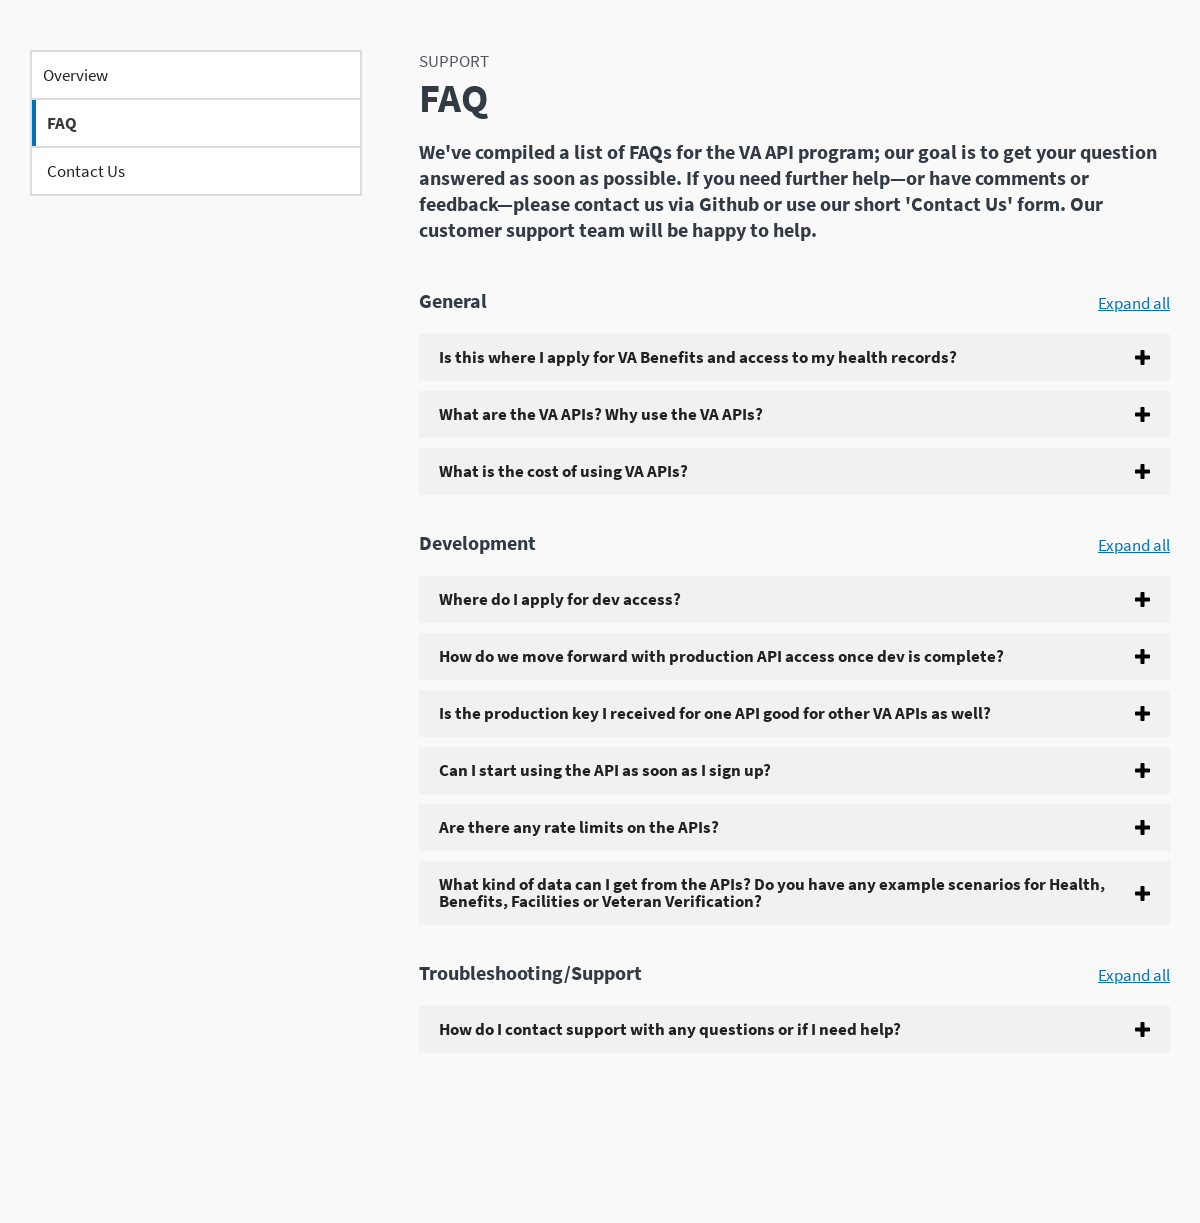 Overview
FAQ
Contact Us
SUPPORT
FAQ
We've compiled a list of FAQs for the VA API program; our goal is to get your question
answered as soon as possible. If you need further help—or have comments or
feedback—please contact us via Github or use our short 'Contact Us' form. Our
customer support team will be happy to help.
General
Expand all
Is this where I apply for VA Benefits and access to my health records?
What are the VA APIs? Why use the VA APIs?
What is the cost of using VA APIs?
Development
Expand all
Where do I apply for dev access?
How do we move forward with production API access once dev is complete?
Is the production key I received for one API good for other VA APIs as well?
Can I start using the API as soon as I sign up?
Are there any rate limits on the APIs?
What kind of data can I get from the APIs? Do you have any example scenarios for Health,
Benefits, Facilities or Veteran Verification?
Troubleshooting/Support
Expand all
How do I contact support with any questions or if I need help?